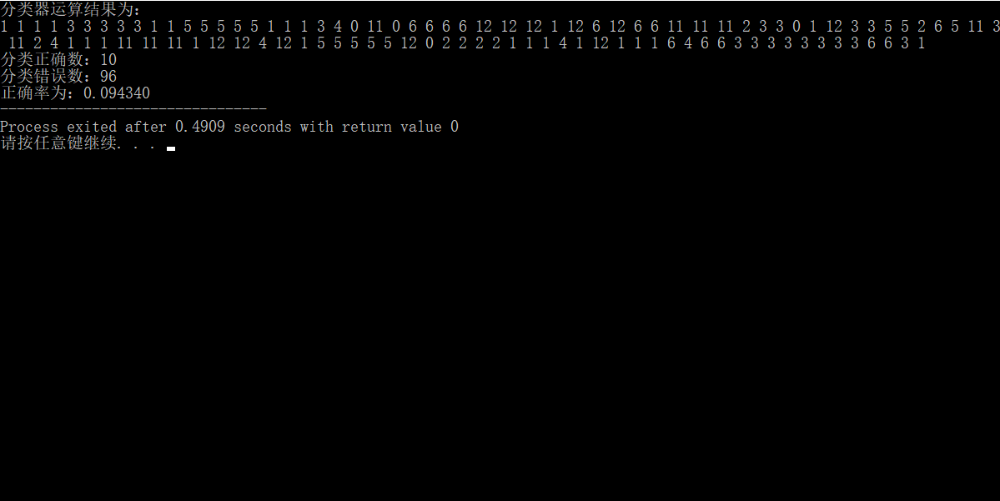 分类器运算结果为：
1 1 1 1 3 3 3 3 3 1 1 5 5 5 5 5 1 1 1 3 4 0 11 0 6 6 6 6 12 12 12 1 12 6 12 6 6 11 11 11 2 3 3 0 1 12 3 3 5 5 2 6 5 11 3
11 2 4 1 1 1 11 11 11 1 12 12 4 12 1 5 5 5 5 5 12 0 2 2 2 2 1 1 1 4 1 12 1 1 1 6 4 6 6 3 3 3 3 3 3 3 3 6 6 3 1
分类正确数：10
分类错误数：96
正确率为：0.094340
--------------------------------
Process exited after 0.4909 seconds with return value 0
请按任意键继续. . .